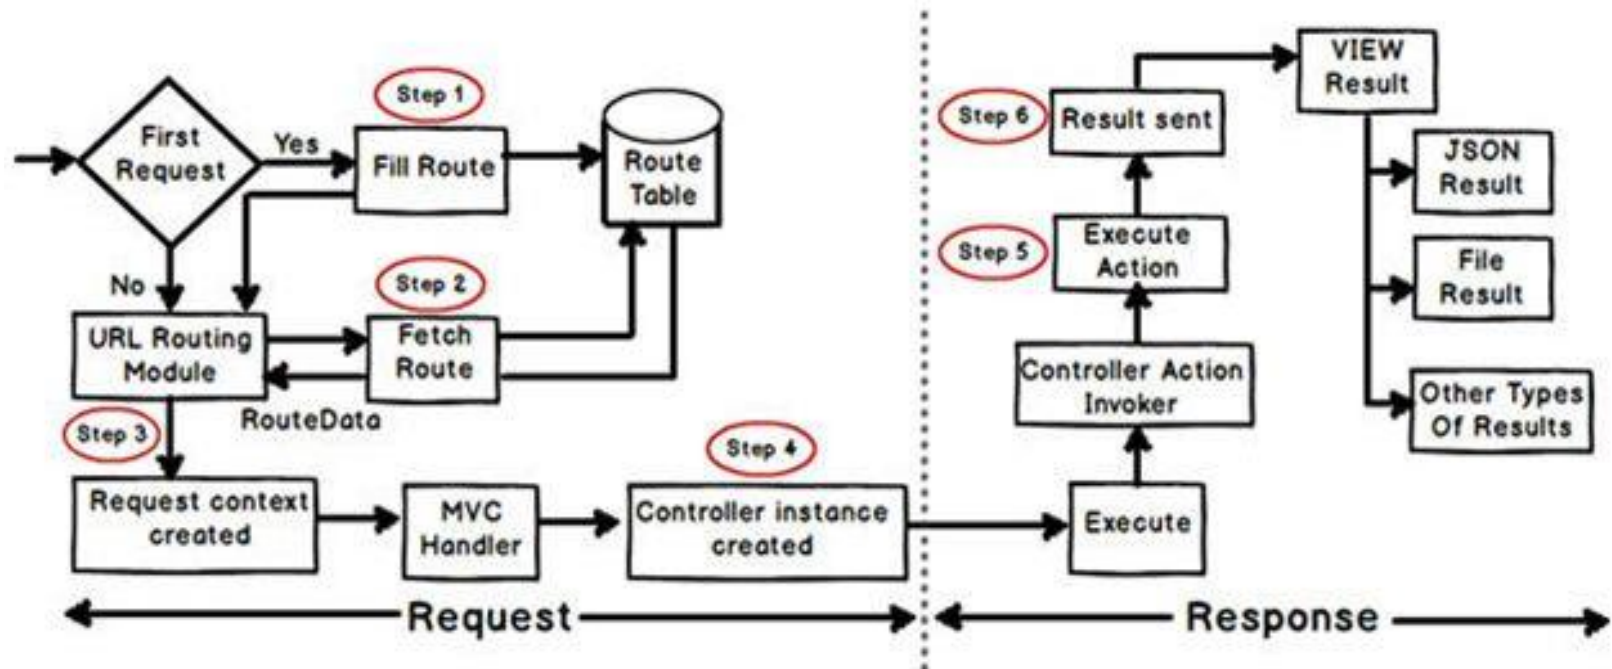 Step 1
First
Request
Yes
Fill Route
Route
Table
No
Step 2
URL Routing
Module
Fetch
Route
RouteData
Step 3
Step 4
Request context
created
MVC
Handler
Controller instance
created
Request
VIEW
Result
Step 6
Result sent
JSON
Result
Step 5
Execute
Action
File
Result
Controller Action
Invoker
Other Types
Of Results
Execute
Response